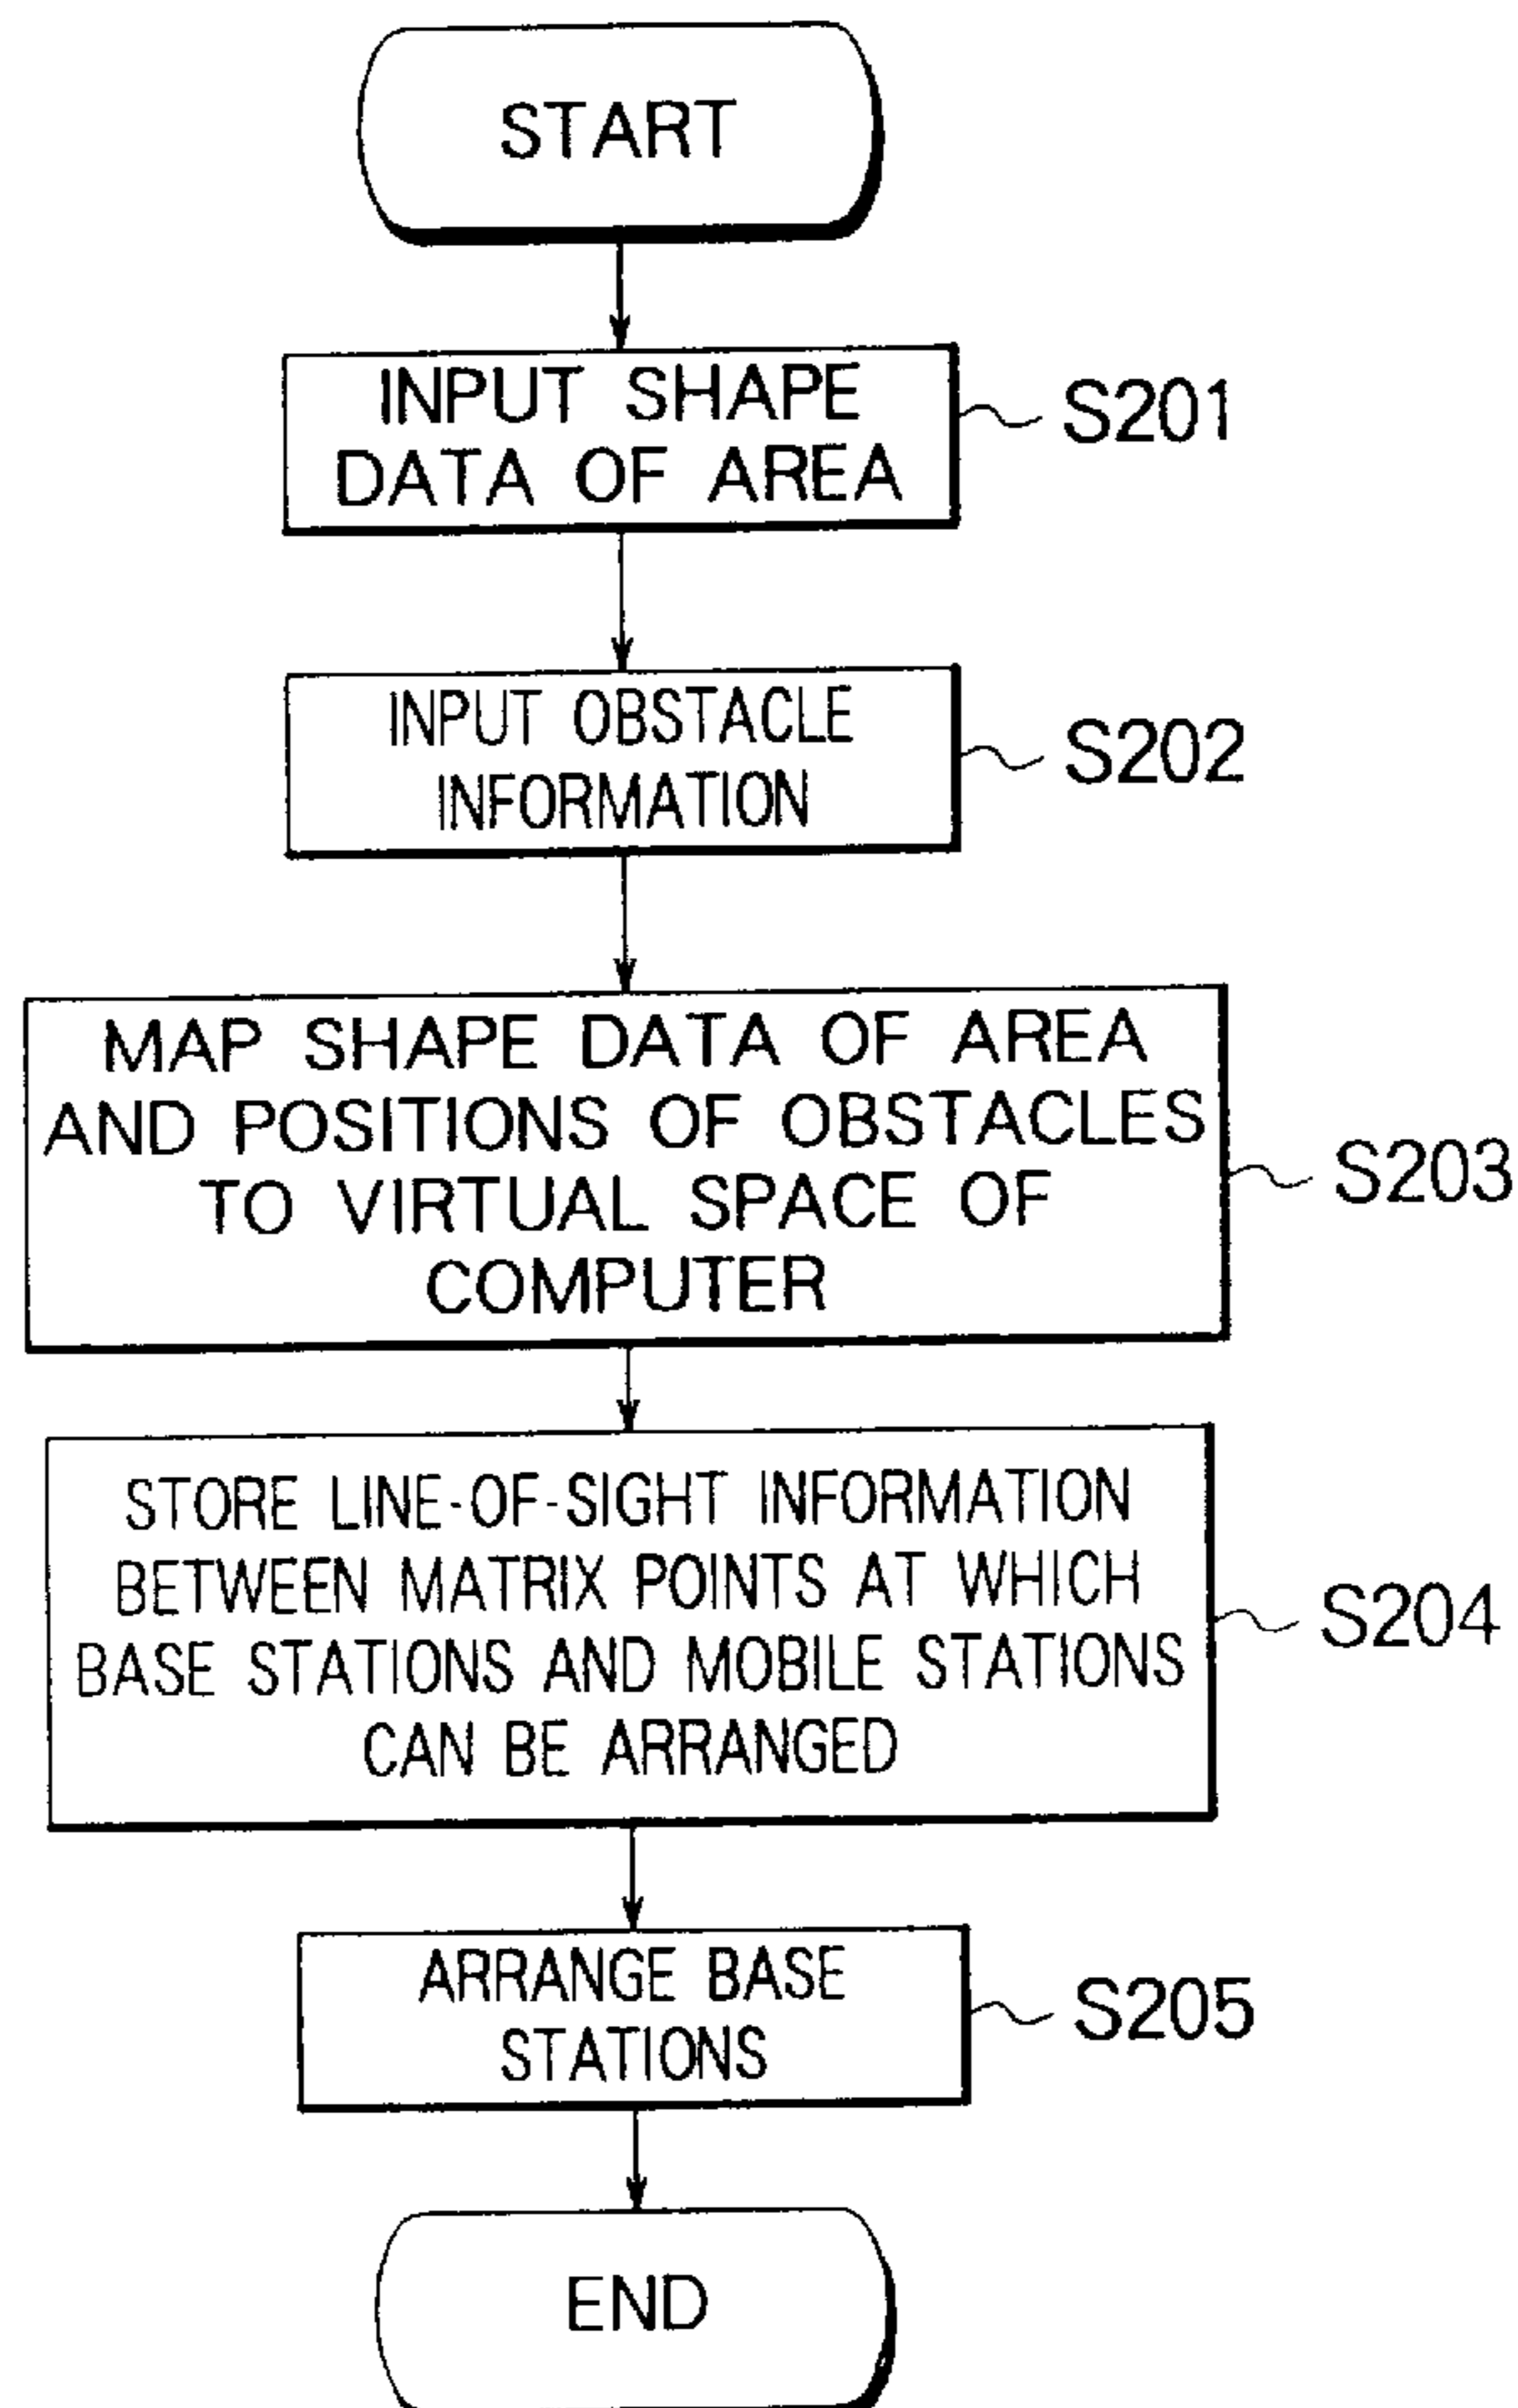 START
INPUT SHAPE
DATA OF AREA
S201
INPUT OBSTACLE
INFORMATION
S202
MAP SHAPE DATA OF AREA
AND POSITIONS OF OBSTACLES
TO VIRTUAL SPACE OF
COMPUTER
S203
STORE LINE-OF-SIGHT INFORMATION
BETWEEN MATRIX POINTS AT WHICH
BASE STATIONS AND MOBILE STATIONS
CAN BE ARRANGED
S204
ARRANGE BASE
STATIONS
S205
END